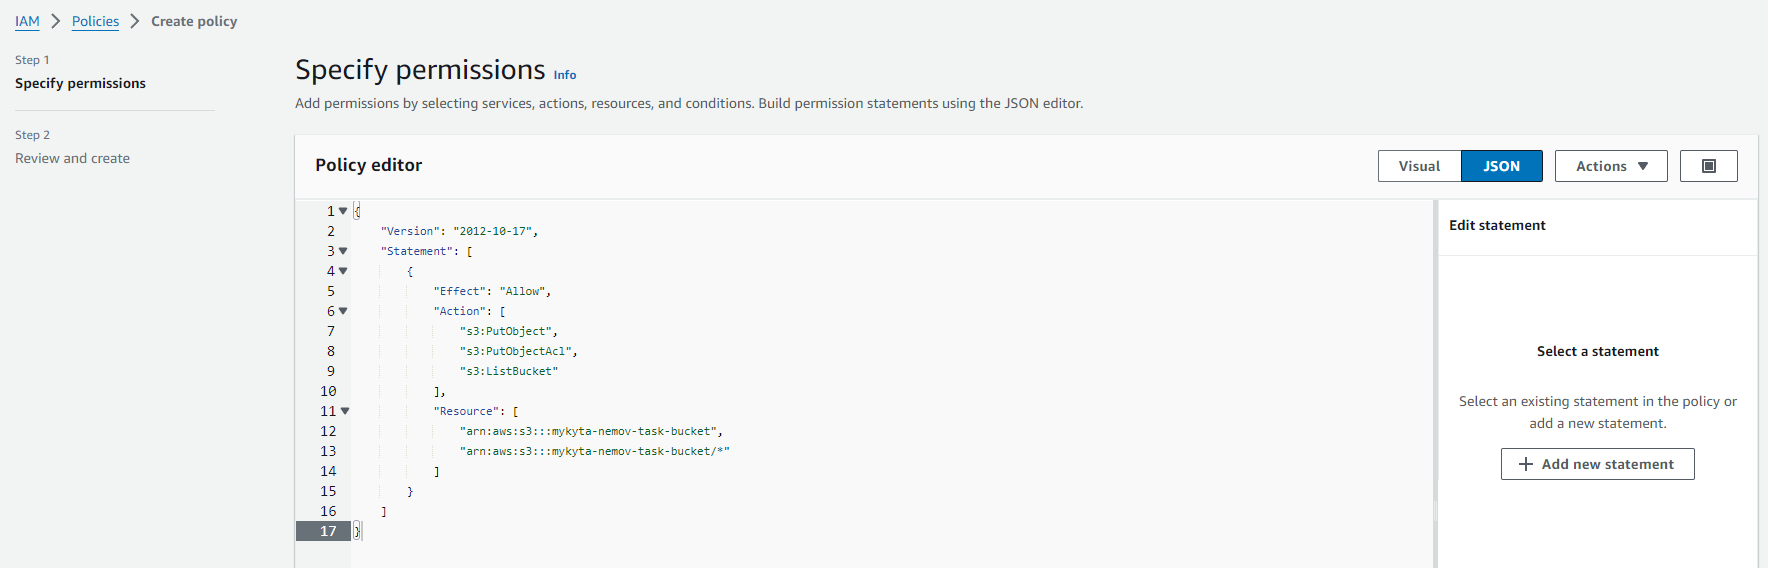 IAM > Policies > Create policy
Step 1
Specify permissions
Step 2
Review and create
Specify permissions Info
Add permissions by selecting services, actions, resources, and conditions. Build permission statements using the JSON editor.
Policy editor
Visual JSON Actions
1 {
2 "Version": "2012-10-17",
3 "Statement": [
4 {
5 "Effect": "Allow",
6 "Action": [
7 "s3:PutObject",
8 "s3:PutObjectAcl",
9 "s3:ListBucket"
10 ],
11 "Resource": [
12 "arn:aws:s3:::mykyta-nemov-task-bucket",
13 "arn:aws:s3:::mykyta-nemov-task-bucket/*"
14 ]
15 }
16 ]
17 }
Edit statement
Select a statement
Select an existing statement in the policy or
add a new statement.
+ Add new statement